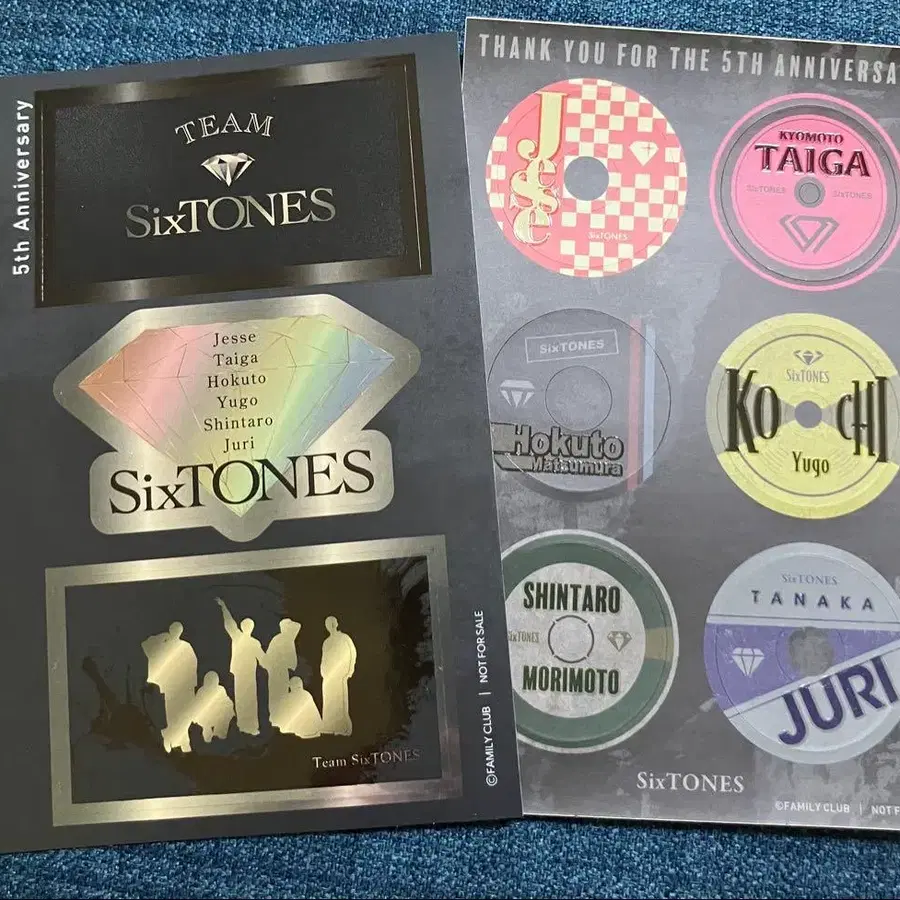 5th Anniversary
TEAM
SixTONES
Jesse
Taiga
Hokuto
Yugo
Shintaro
Juri
SixTONES
Team SixTONES
©FAMILY CLUB | NOT FOR SALE
THANK YOU FOR THE 5TH ANNIVERSA
Jesse
SixTONES
KYOMOTO
TAIGA
SixTONES SixTONES
SixTONES
Hokuto
Matsumura
SixTONES
KOCHI
Yugo
SHINTARO
SixTONES
MORIMOTO
SixTONES
TANAKA
JURI
SixTONES
©FAMILY CLUB | NOT F